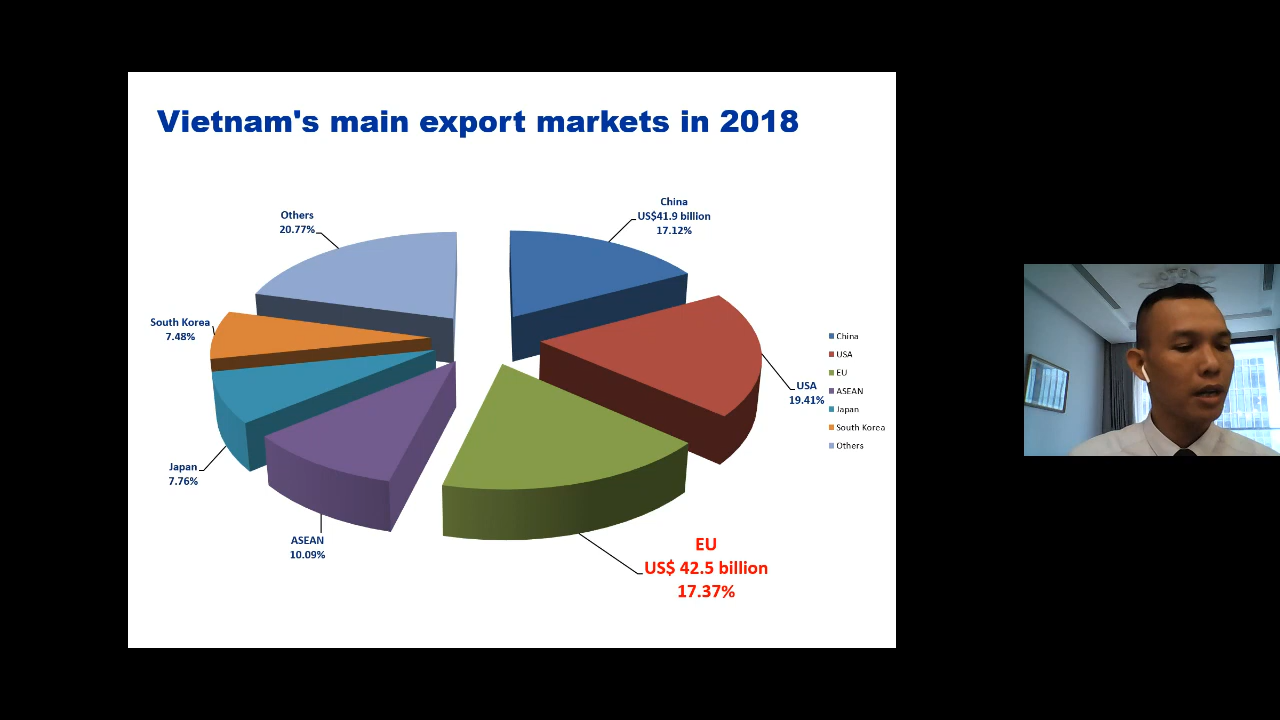 Vietnam's main export markets in 2018
China
US$41.9 billion
17.12%
Others
20.77%
South Korea
7.48%
USA
19.41%
Japan
7.76%
ASEAN
10.09%
EU
US$ 42.5 billion
17.37%
China
USA
EU
ASEAN
Japan
South Korea
Others